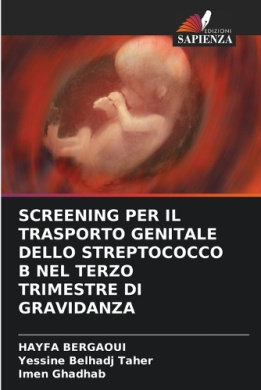 EDIZIONI
SAPIENZA
SCREENING PER IL
TRASPORTO GENITALE
DELLO STREPTOCOCCO
B NEL TERZO
TRIMESTRE DI
GRAVIDANZA
HAYFA BERGAOUI
Yessine Belhadj Taher
Imen Ghadhab